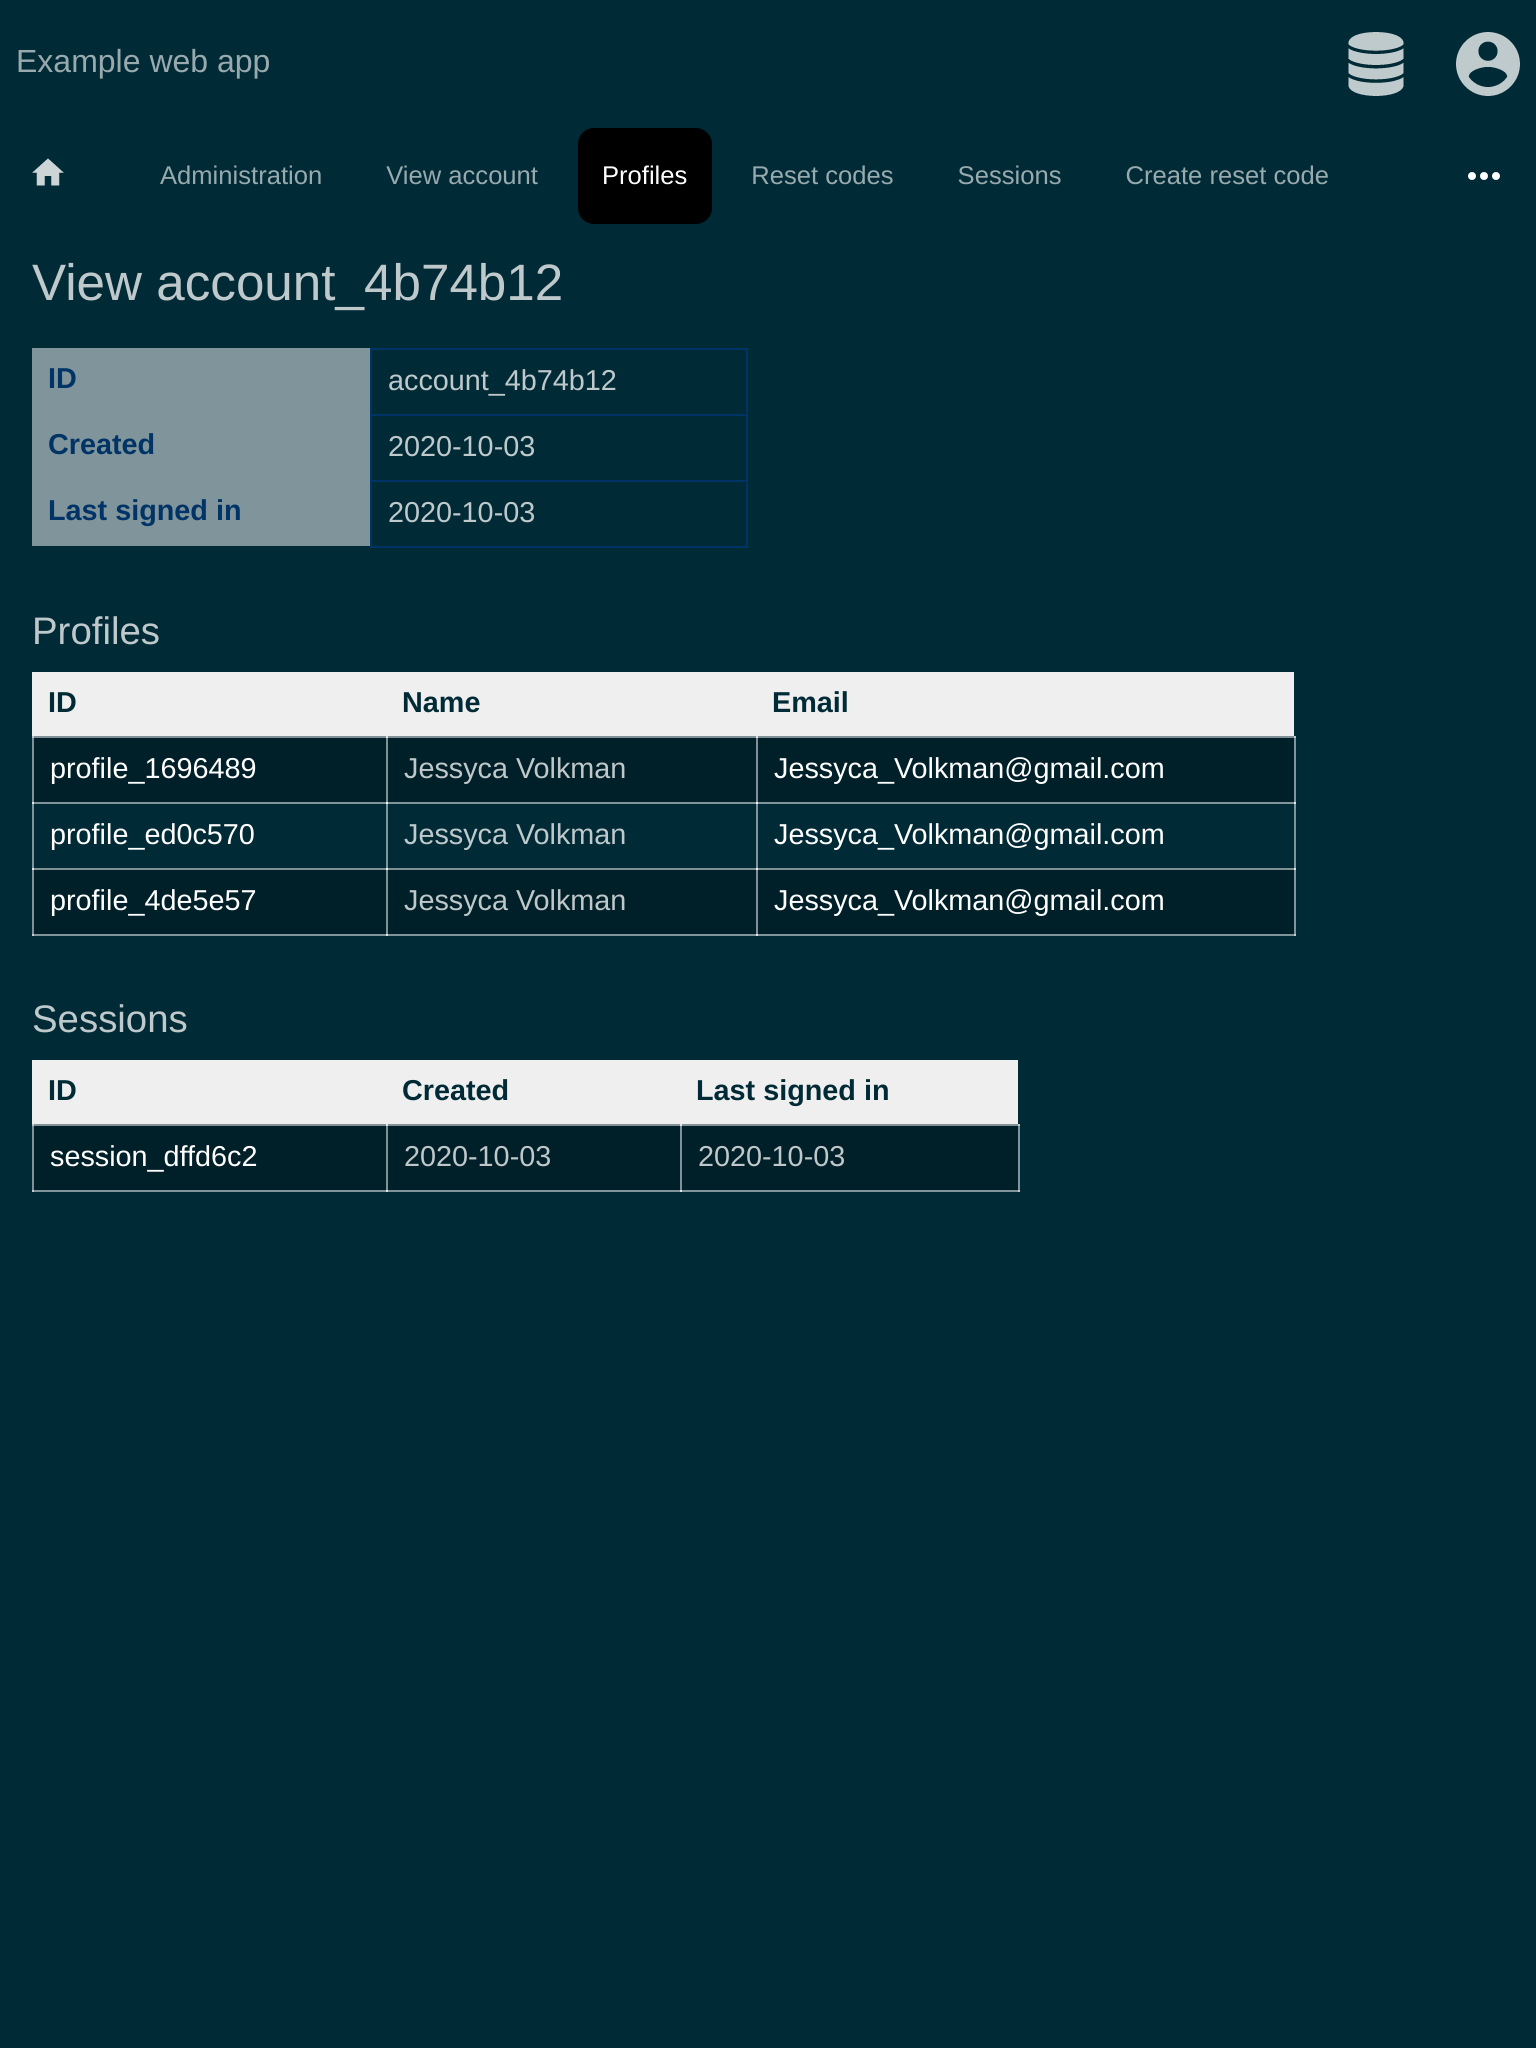 Example web app
Administration View account Profiles Reset codes Sessions Create reset code
View account_4b74b12
ID account_4b74b12
Created 2020-10-03
Last signed in 2020-10-03
Profiles
ID Name Email
profile_1696489 Jessyca Volkman Jessyca_Volkman@gmail.com
profile_ed0c570 Jessyca Volkman Jessyca_Volkman@gmail.com
profile_4de5e57 Jessyca Volkman Jessyca_Volkman@gmail.com
Sessions
ID Created Last signed in
session_dffd6c2 2020-10-03 2020-10-03